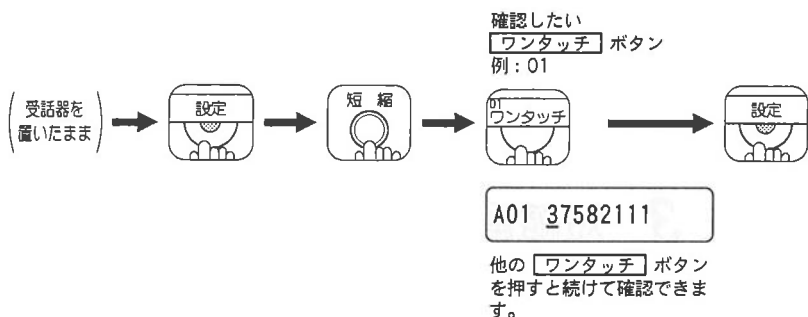 確認したい
ワンタッチ ボタン
例:01
受話器を
置いたまま
設定
短 縮
01
ワンタッチ
設定
A01 37582111
他の ワンタッチ ボタン
を押すと続けて確認できま
す。